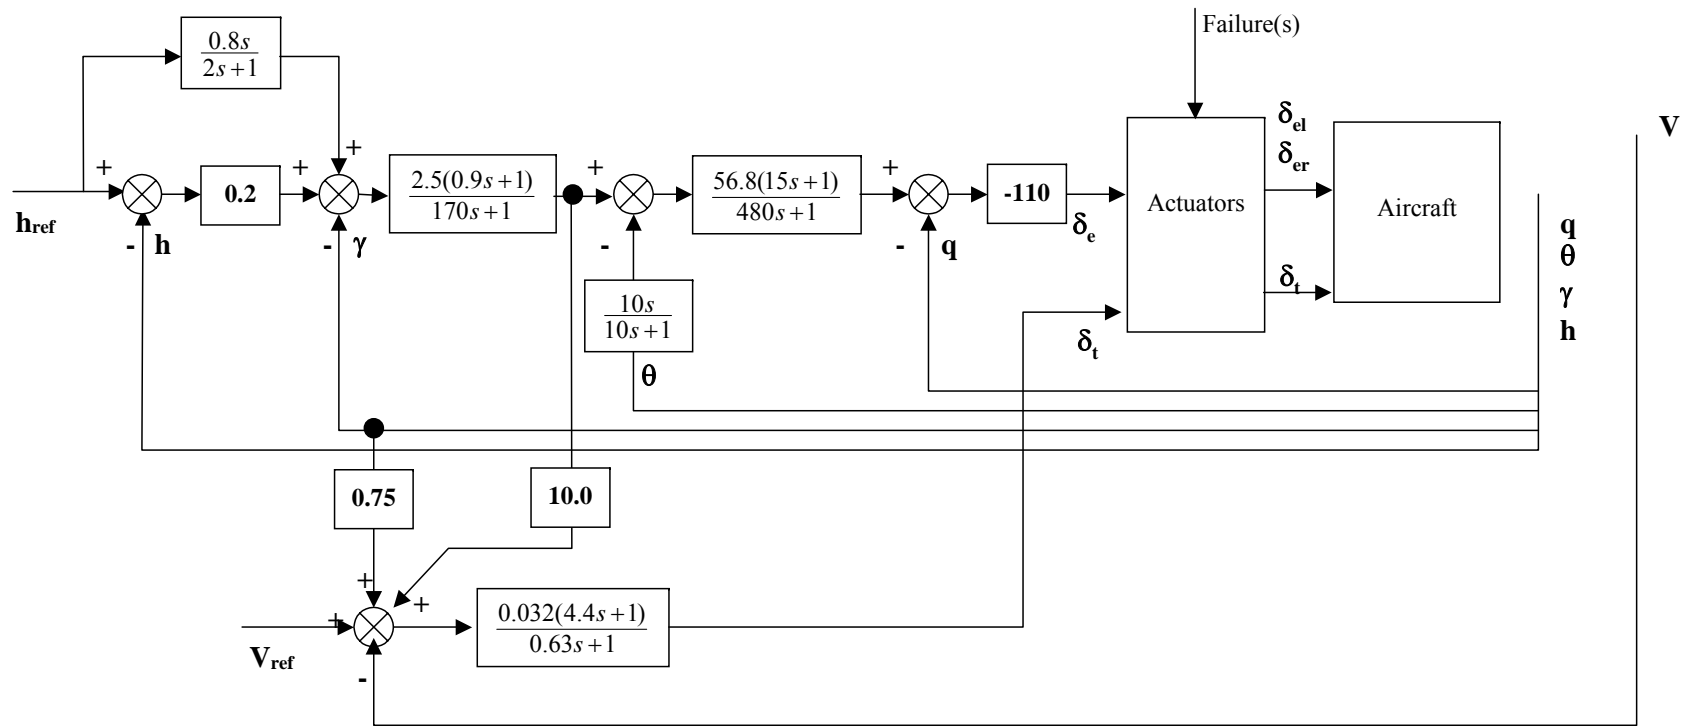 Failure(s)
0.8s
2s+1
+
+
+
+
+
0.2
2.5(0.9s+1)
170s+1
56.8(15s+1)
480s+1
-110
Actuators
δel
δer
Aircraft
V
href
- h
- γ
-
- q
δe
q
θ
γ
h
10s
10s+1
δt
δt
θ
0.75
10.0
+
+
+
0.032(4.4s+1)
0.63s+1
Vref
-